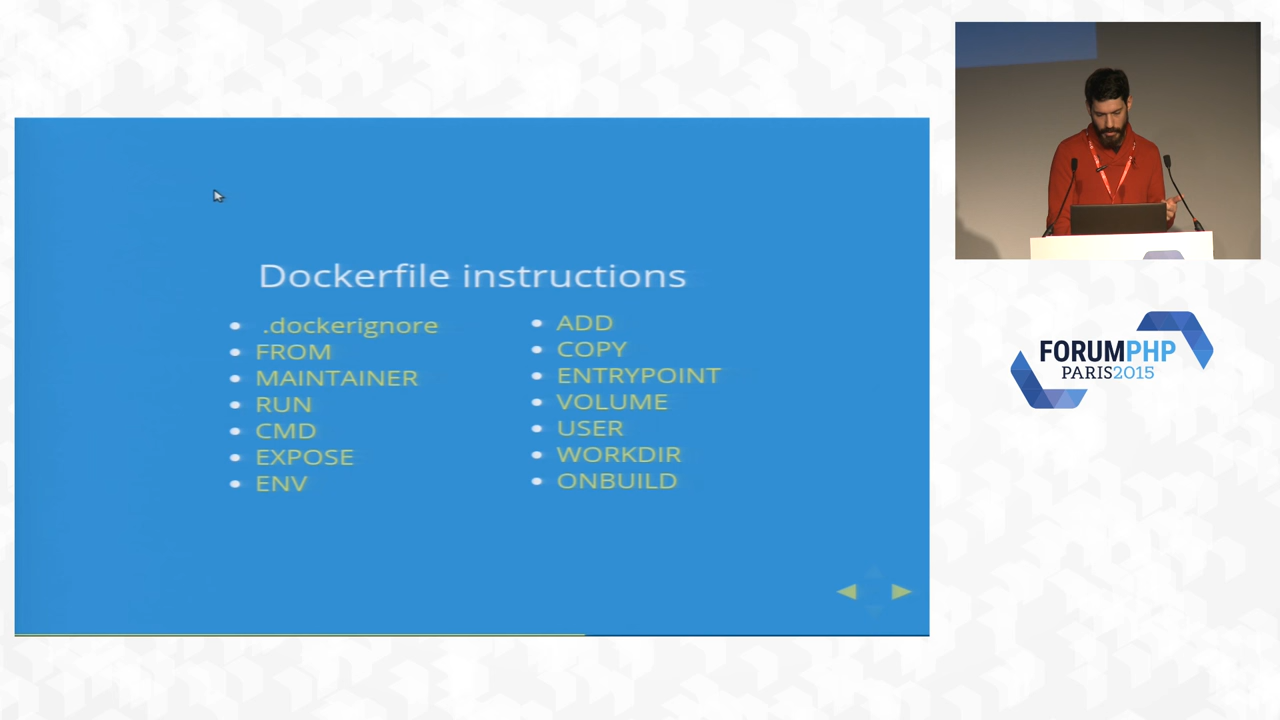 Dockerfile instructions
.dockerignore
FROM
MAINTAINER
RUN
CMD
EXPOSE
ENV
ADD
COPY
ENTRYPOINT
VOLUME
USER
WORKDIR
ONBUILD
FORUMPHP
PARIS2015